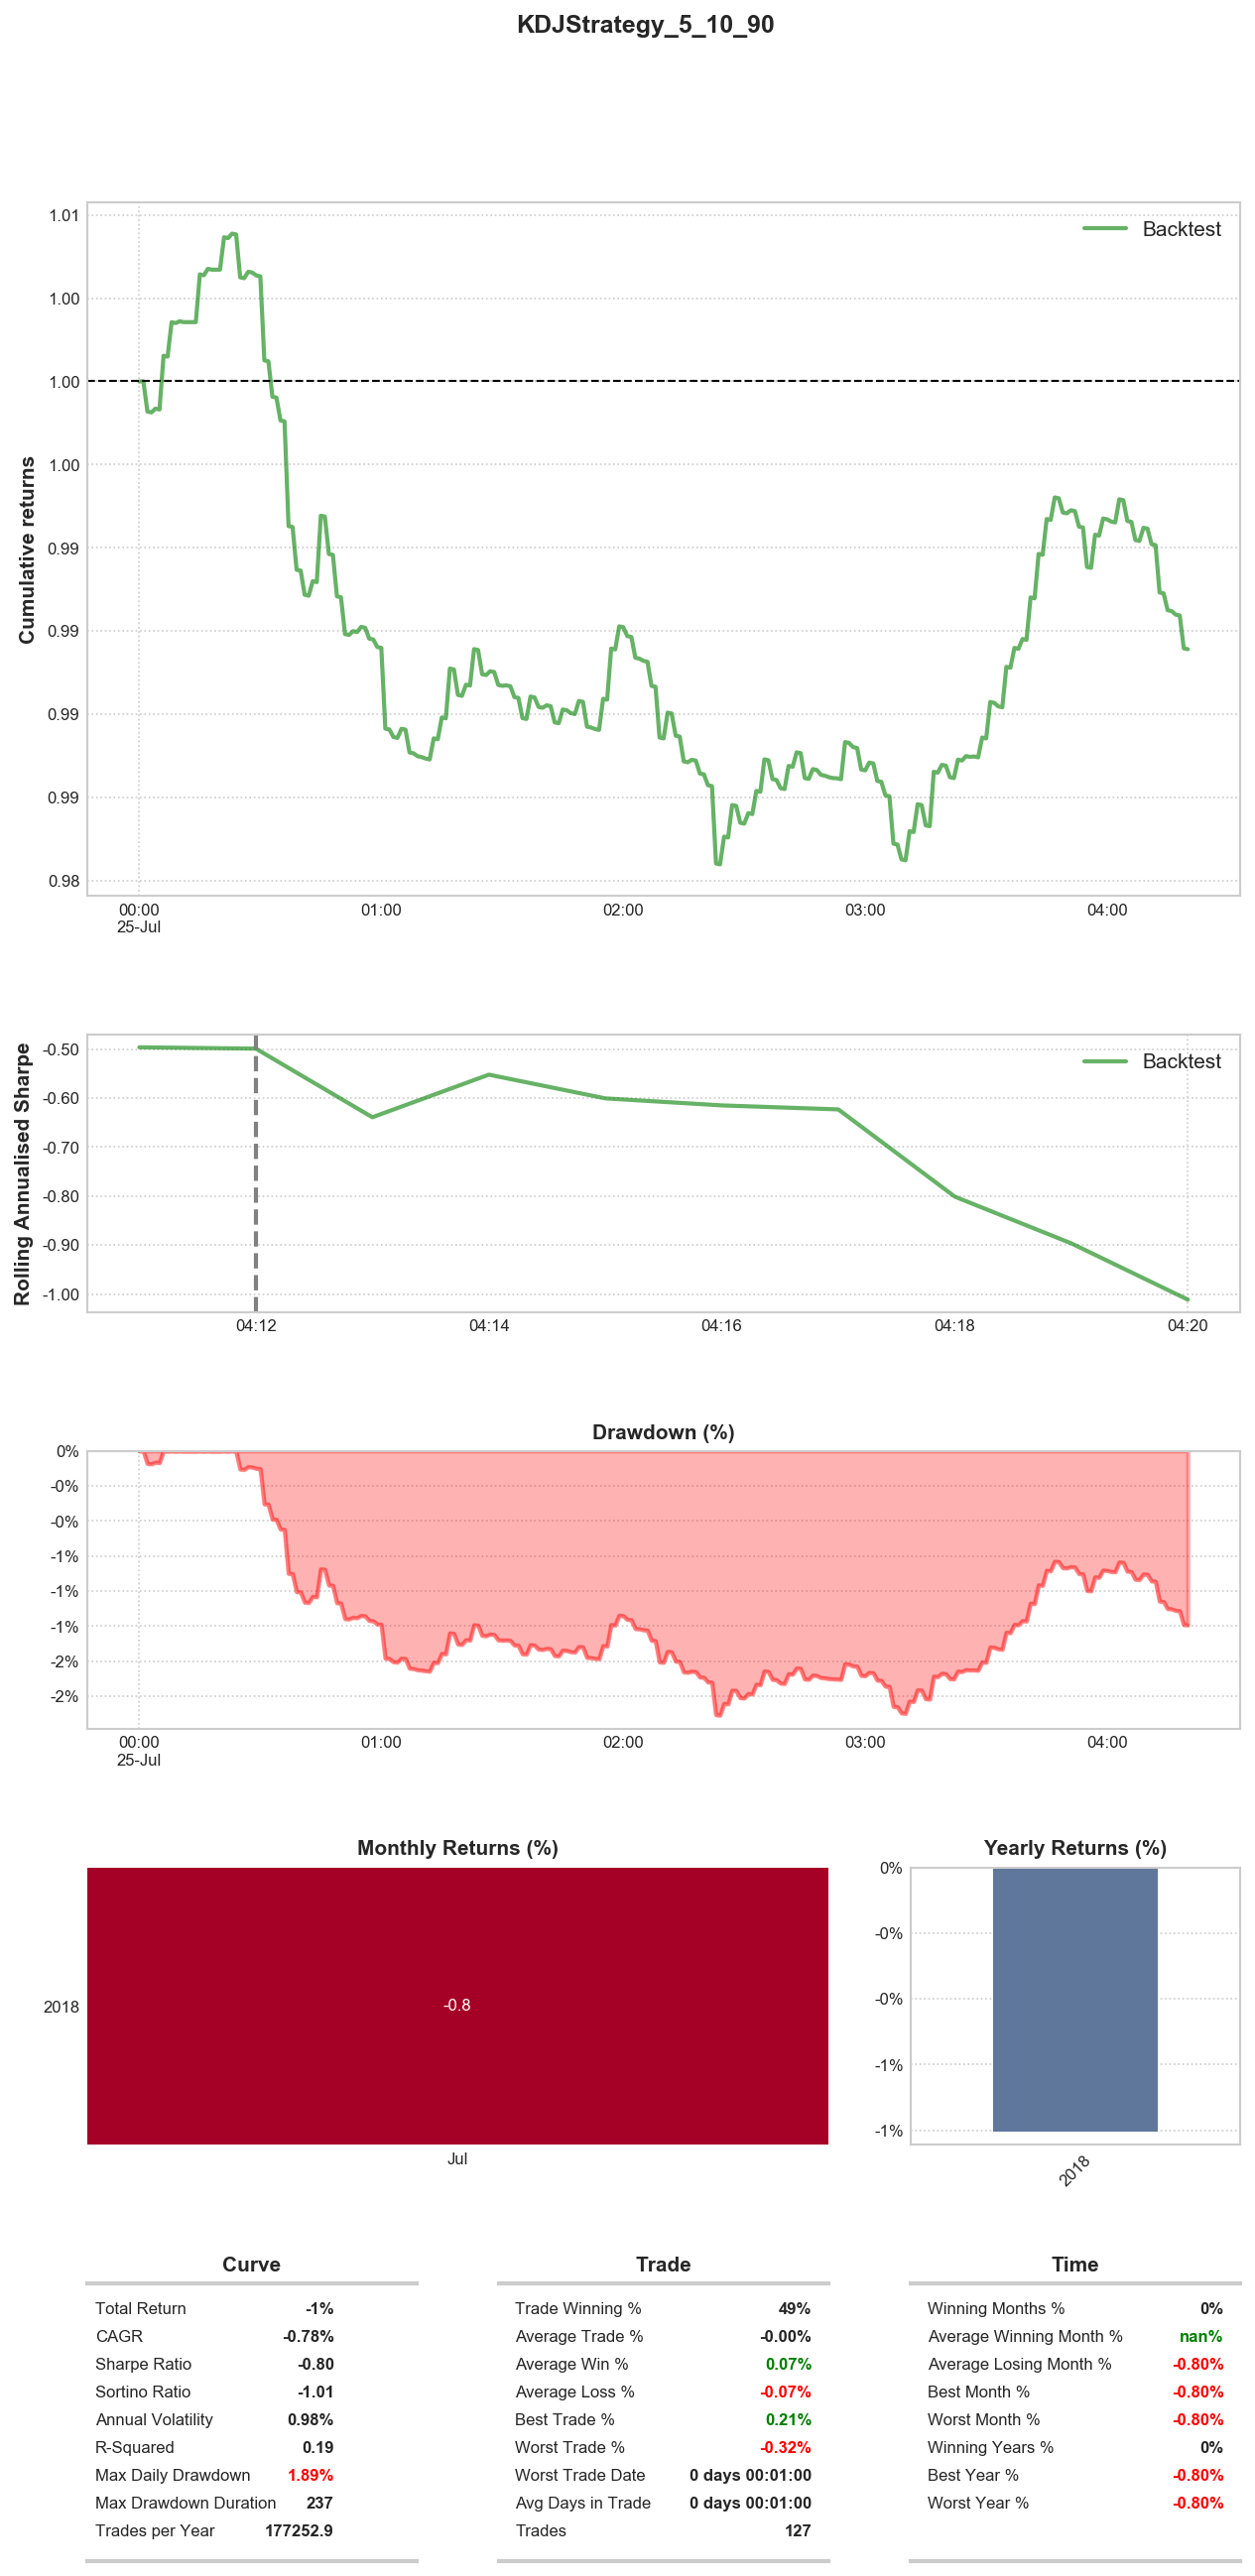 KDJStrategy_5_10_90
Cumulative returns
1.01
1.00
1.00
1.00
0.99
0.99
0.99
0.99
0.98
Backtest
00:00 01:00 02:00 03:00 04:00
25-Jul
Rolling Annualised Sharpe
-0.50
-0.60
-0.70
-0.80
-0.90
-1.00
Backtest
04:12 04:14 04:16 04:18 04:20
Drawdown (%)
0%
-0%
-0%
-1%
-1%
-1%
-2%
-2%
00:00 01:00 02:00 03:00 04:00
25-Jul
Monthly Returns (%)
2018
-0.8
Jul
Yearly Returns (%)
0%
-0%
-0%
-1%
-1%
2018
Curve
Total Return -1%
CAGR -0.78%
Sharpe Ratio -0.80
Sortino Ratio -1.01
Annual Volatility 0.98%
R-Squared 0.19
Max Daily Drawdown 1.89%
Max Drawdown Duration 237
Trades per Year 177252.9
Trade
Trade Winning % 49%
Average Trade % -0.00%
Average Win % 0.07%
Average Loss % -0.07%
Best Trade % 0.21%
Worst Trade % -0.32%
Worst Trade Date 0 days 00:01:00
Avg Days in Trade 0 days 00:01:00
Trades 127
Time
Winning Months % 0%
Average Winning Month % nan%
Average Losing Month % -0.80%
Best Month % -0.80%
Worst Month % -0.80%
Winning Years % 0%
Best Year % -0.80%
Worst Year % -0.80%